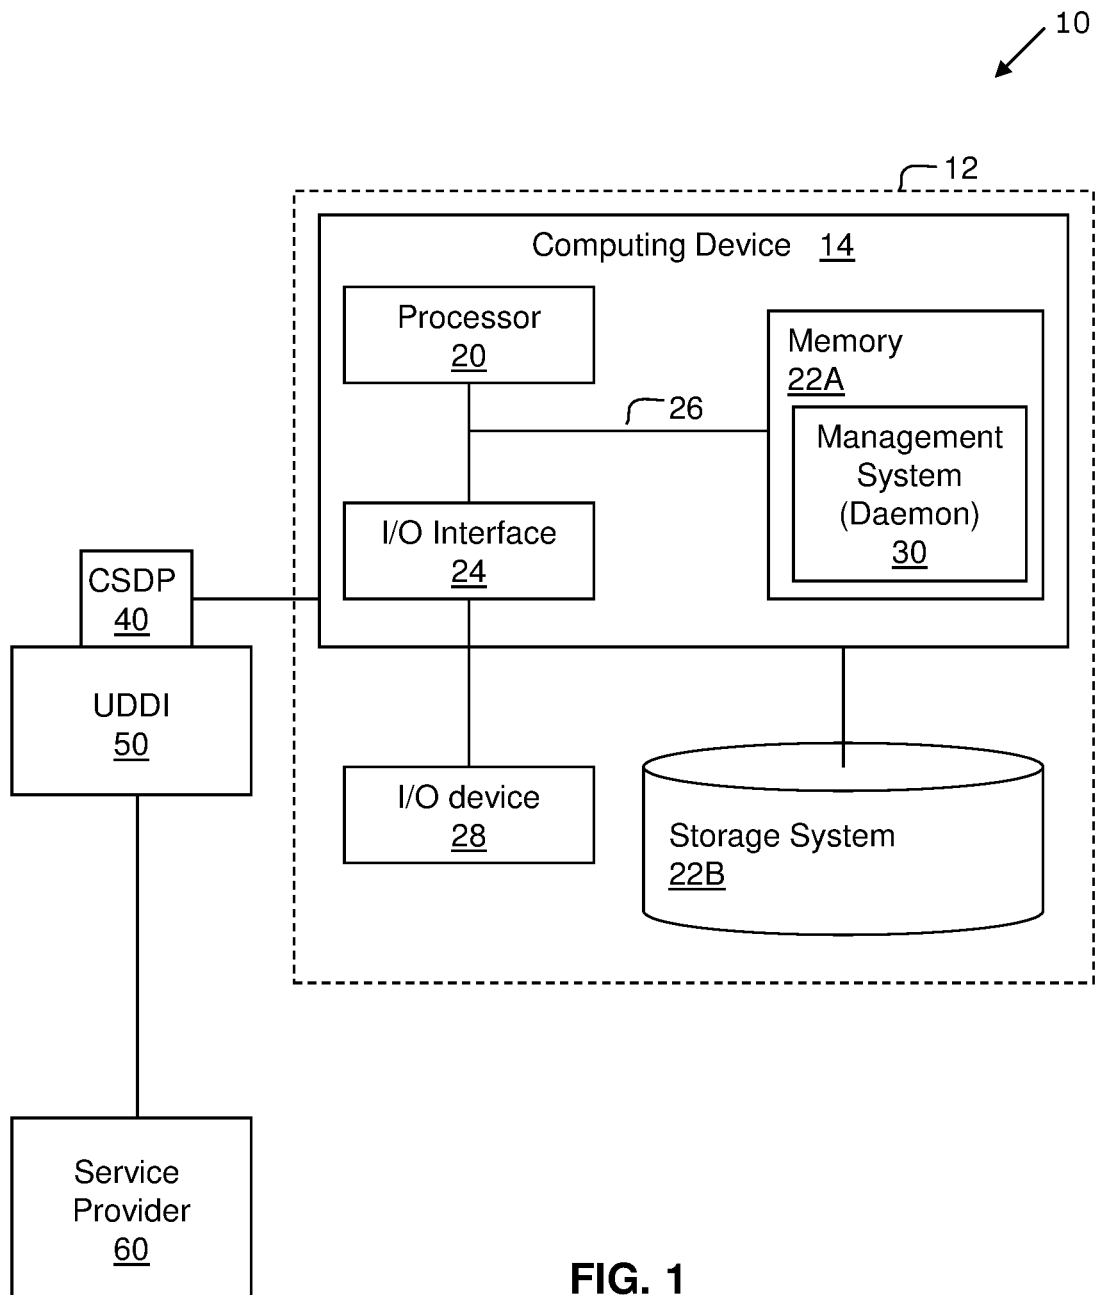 10
12
Computing Device 14
Processor
20
Memory
22A
26
Management
System
(Daemon)
30
I/O Interface
24
CSDP
40
UDDI
50
I/O device
28
Storage System
22B
Service
Provider
60
FIG. 1